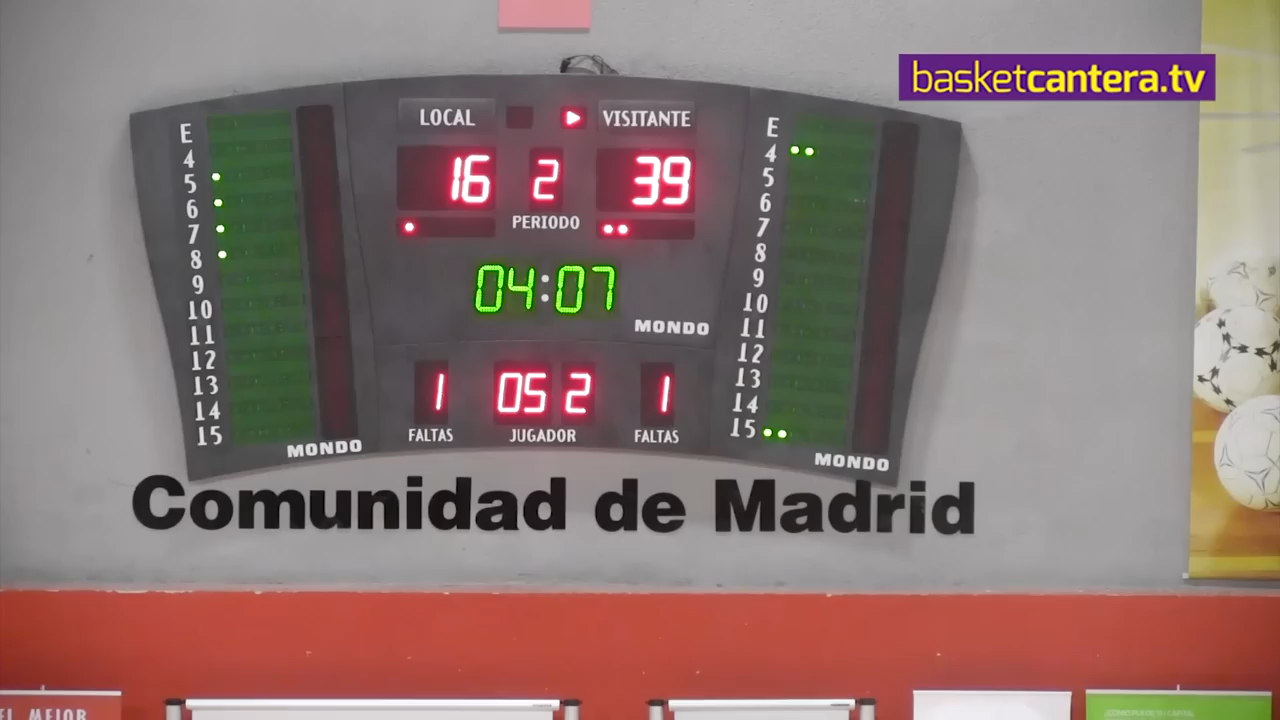 basketcantera.tv
LOCAL
VISITANTE
16
2
39
PERIODO
04:07
MONDO
1
05 2
1
FALTAS
JUGADOR
FALTAS
E
4
5
6
7
8
9
10
11
12
13
14
15
MONDO
E
4
5
6
7
8
9
10
11
12
13
14
15
MONDO
Comunidad de Madrid
EL MEJOR